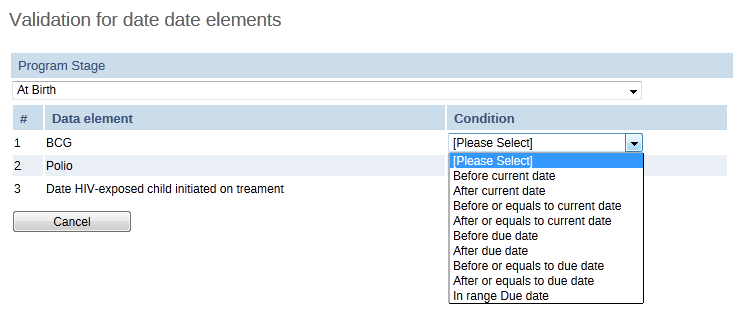 Validation for date date elements
Program Stage
At Birth
# Data element Condition
1 BCG [Please Select]
[Please Select]
2 Polio
Before current date
After current date
3 Date HIV-exposed child initiated on treament
Before or equals to current date
After or equals to current date
Cancel
Before due date
After due date
Before or equals to due date
After or equals to due date
In range Due date